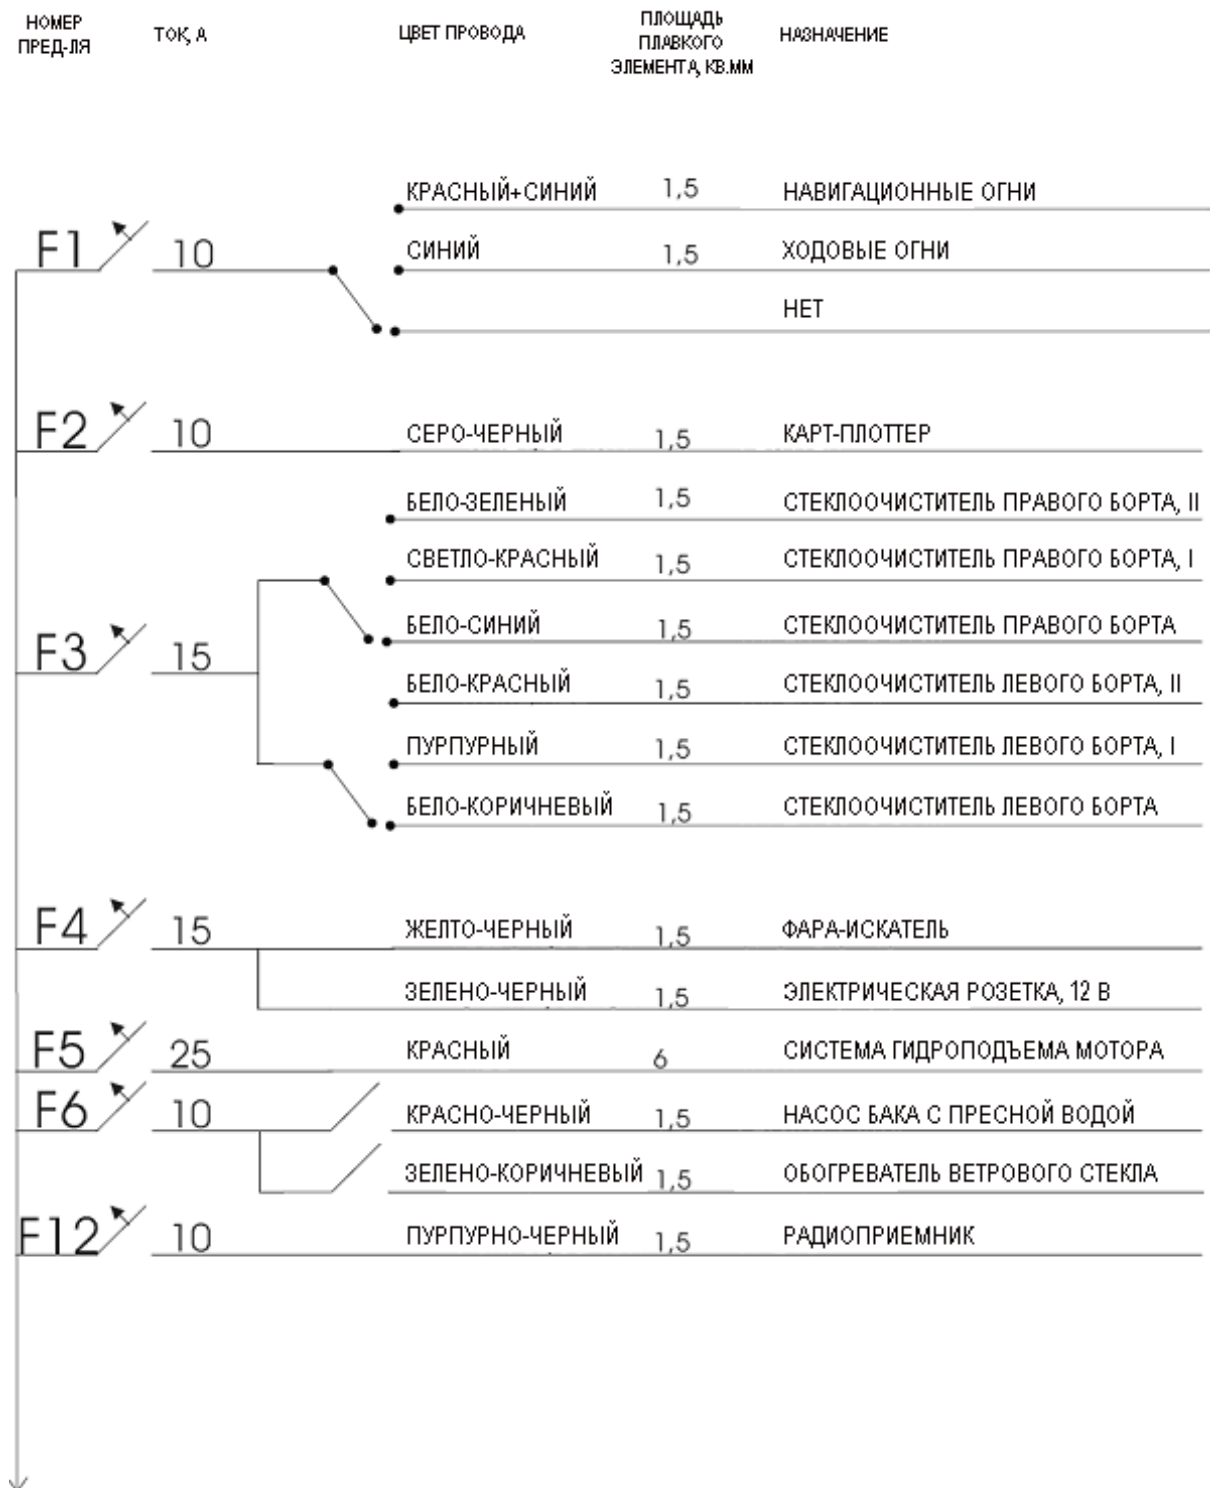 НОМЕР ПРЕД-ЛЯ ТОК, А ЦВЕТ ПРОВОДА ПЛОЩАДЬ ПЛАВКОГО ЭЛЕМЕНТА, КВ.ММ НАЗНАЧЕНИЕ
КРАСНЫЙ+СИНИЙ 1,5 НАВИГАЦИОННЫЕ ОГНИ
F1 10 СИНИЙ 1,5 ХОДОВЫЕ ОГНИ
НЕТ
F2 10 СЕРО-ЧЕРНЫЙ 1,5 КАРТ-ПЛОТТЕР
БЕЛО-ЗЕЛЕНЫЙ 1,5 СТЕКЛООЧИСТИТЕЛЬ ПРАВОГО БОРТА, II
СВЕТЛО-КРАСНЫЙ 1,5 СТЕКЛООЧИСТИТЕЛЬ ПРАВОГО БОРТА, I
БЕЛО-СИНИЙ 1,5 СТЕКЛООЧИСТИТЕЛЬ ПРАВОГО БОРТА
F3 15
БЕЛО-КРАСНЫЙ 1,5 СТЕКЛООЧИСТИТЕЛЬ ЛЕВОГО БОРТА, II
ПУРПУРНЫЙ 1,5 СТЕКЛООЧИСТИТЕЛЬ ЛЕВОГО БОРТА, I
БЕЛО-КОРИЧНЕВЫЙ 1,5 СТЕКЛООЧИСТИТЕЛЬ ЛЕВОГО БОРТА
F4 15 ЖЕЛТО-ЧЕРНЫЙ 1,5 ФАРА-ИСКАТЕЛЬ
ЗЕЛЕНО-ЧЕРНЫЙ 1,5 ЭЛЕКТРИЧЕСКАЯ РОЗЕТКА, 12 В
F5 25 КРАСНЫЙ 6 СИСТЕМА ГИДРОПОДЪЕМА МОТОРА
F6 10 КРАСНО-ЧЕРНЫЙ 1,5 НАСОС БАКА С ПРЕСНОЙ ВОДОЙ
ЗЕЛЕНО-КОРИЧНЕВЫЙ 1,5 ОБОГРЕВАТЕЛЬ ВЕТРОВОГО СТЕКЛА
F12 10 ПУРПУРНО-ЧЕРНЫЙ 1,5 РАДИОПРИЕМНИК